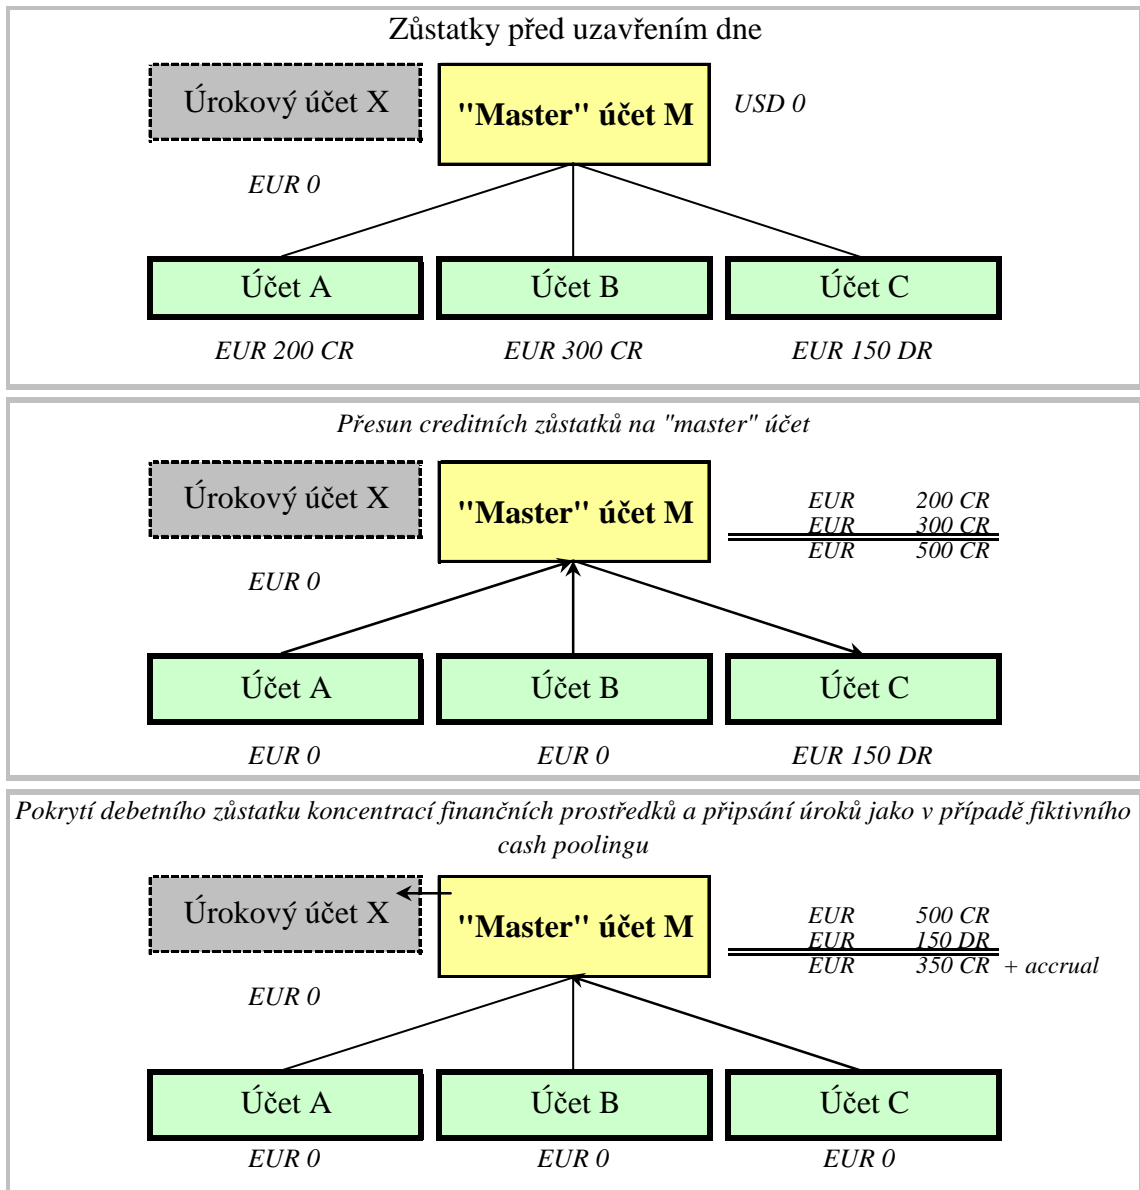 Zůstatky před uzavřením dne
Úrokový účet X
"Master" účet M
USD 0
EUR 0
Účet A
Účet B
Účet C
EUR 200 CR
EUR 300 CR
EUR 150 DR
Přesun creditních zůstatků na "master" účet
Úrokový účet X
"Master" účet M
EUR 200 CR
EUR 300 CR
EUR 500 CR
EUR 0
Účet A
Účet B
Účet C
EUR 0
EUR 0
EUR 150 DR
Pokrytí debetního zůstatku koncentrací finančních prostředků a připsání úroků jako v případě fiktivního
cash poolingu
Úrokový účet X
"Master" účet M
EUR 500 CR
EUR 150 DR
EUR 350 CR + accrual
EUR 0
Účet A
Účet B
Účet C
EUR 0
EUR 0
EUR 0